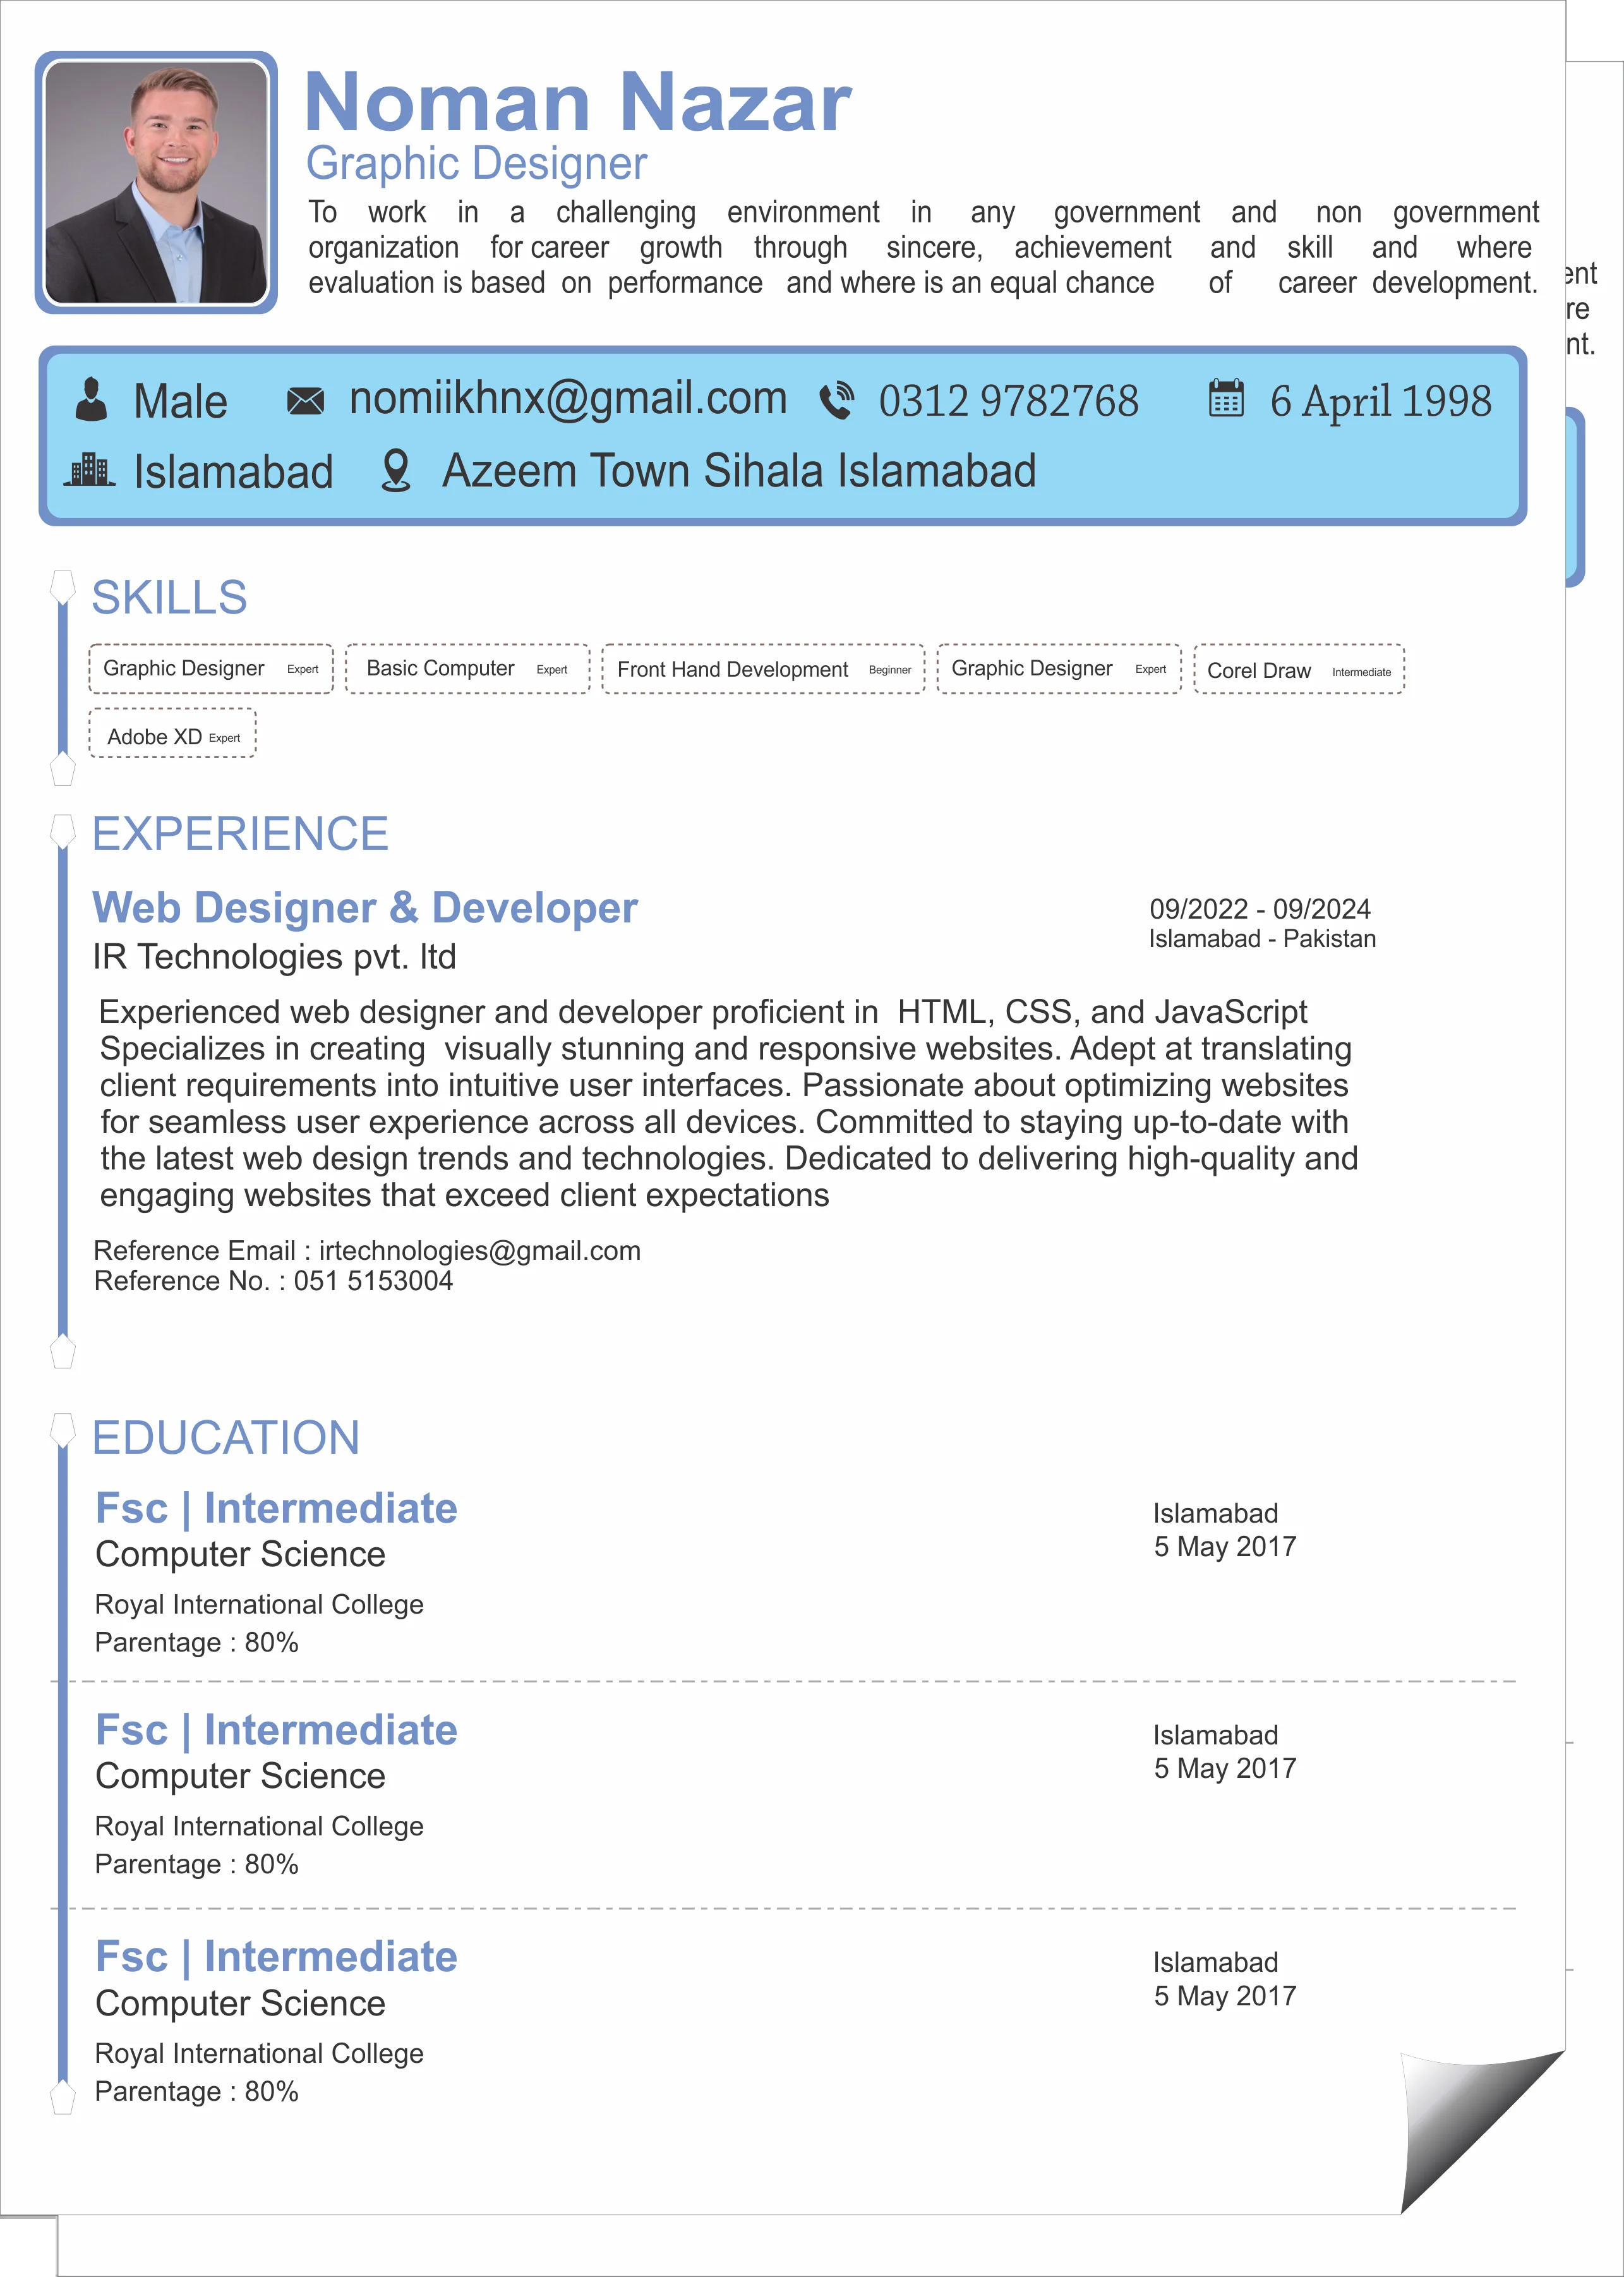 Noman Nazar
Graphic Designer
To work in a challenging environment in any government and non government
organization for career growth through sincere, achievement and skill and where
evaluation is based on performance and where is an equal chance of career development.
ent
re
nt.
Male nomiikhnx@gmail.com 0312 9782768 6 April 1998
Islamabad Azeem Town Sihala Islamabad
SKILLS
Graphic Designer Expert Basic Computer Expert Front Hand Development Beginner Graphic Designer Expert Corel Draw Intermediate
Adobe XD Expert
EXPERIENCE
Web Designer & Developer 09/2022 - 09/2024
IR Technologies pvt. ltd Islamabad - Pakistan
Experienced web designer and developer proficient in HTML, CSS, and JavaScript
Specializes in creating visually stunning and responsive websites. Adept at translating
client requirements into intuitive user interfaces. Passionate about optimizing websites
for seamless user experience across all devices. Committed to staying up-to-date with
the latest web design trends and technologies. Dedicated to delivering high-quality and
engaging websites that exceed client expectations
Reference Email : irtechnologies@gmail.com
Reference No. : 051 5153004
EDUCATION
Fsc | Intermediate Islamabad
Computer Science 5 May 2017
Royal International College
Parentage : 80%
Fsc | Intermediate Islamabad
Computer Science 5 May 2017
Royal International College
Parentage : 80%
Fsc | Intermediate Islamabad
Computer Science 5 May 2017
Royal International College
Parentage : 80%